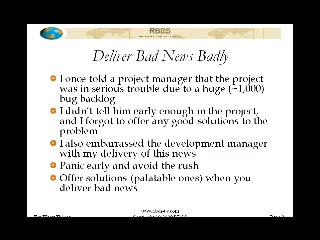 RBCS
Deliver Bad News Badly
I once told a project manager that the project
was in serious trouble due to a huge (~1,000)
bug backlog
I didn't tell him early enough in the project,
and I forgot to offer any good solutions to the
problem
I also embarrassed the development manager
with my delivery of this news
Panic early and avoid the rush
Offer solutions (palatable ones) when you
deliver bad news